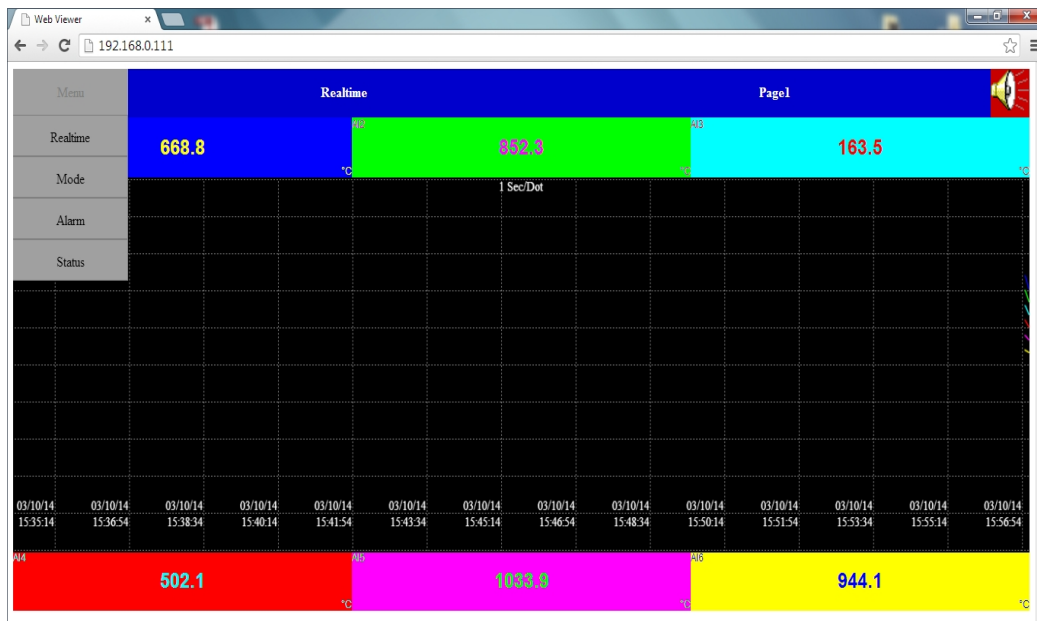 Web Viewer
192.168.0.111
Menu
Realtime
Page1
Realtime
Mode
Alarm
Status
668.8
°C
AI2
852.3
°C
AI3
163.5
°C
1 Sec/Dot
03/10/14 03/10/14 03/10/14 03/10/14 03/10/14 03/10/14 03/10/14 03/10/14 03/10/14 03/10/14 03/10/14 03/10/14 03/10/14 03/10/14
15:35:14 15:36:54 15:38:34 15:40:14 15:41:54 15:43:34 15:45:14 15:46:54 15:48:34 15:50:14 15:51:54 15:53:34 15:55:14 15:56:54
AI4
502.1
°C
AI5
1033.9
°C
AI6
944.1
°C